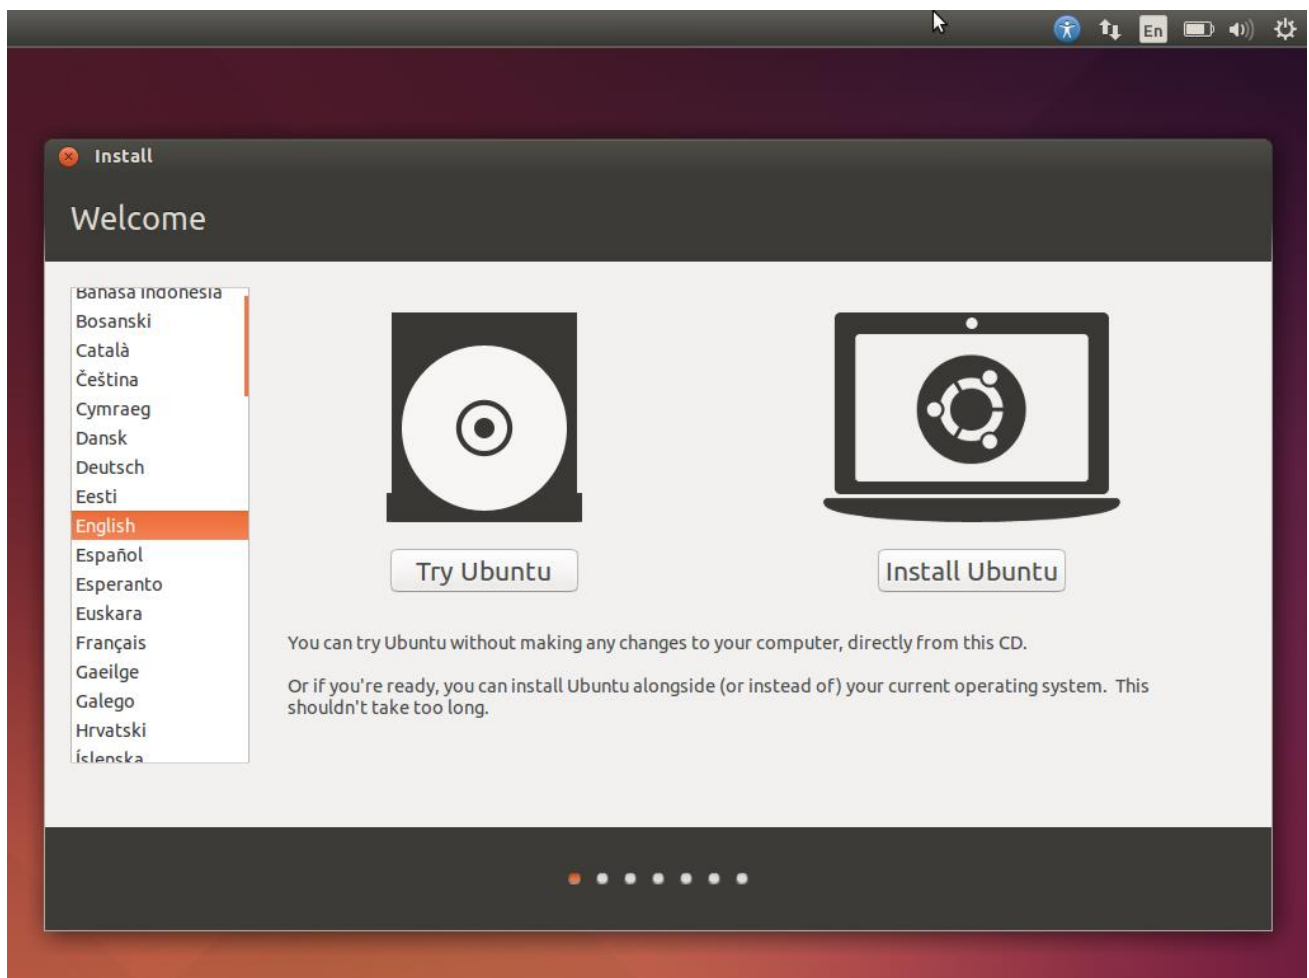 En
Install
Welcome
Bahasa Indonesia
Bosanski
Català
Čeština
Cymraeg
Dansk
Deutsch
Eesti
English
Español
Esperanto
Euskara
Français
Gaeilge
Galego
Hrvatski
Íslenska
Try Ubuntu
Install Ubuntu
You can try Ubuntu without making any changes to your computer, directly from this CD.
Or if you're ready, you can install Ubuntu alongside (or instead of) your current operating system.  This
shouldn't take too long.